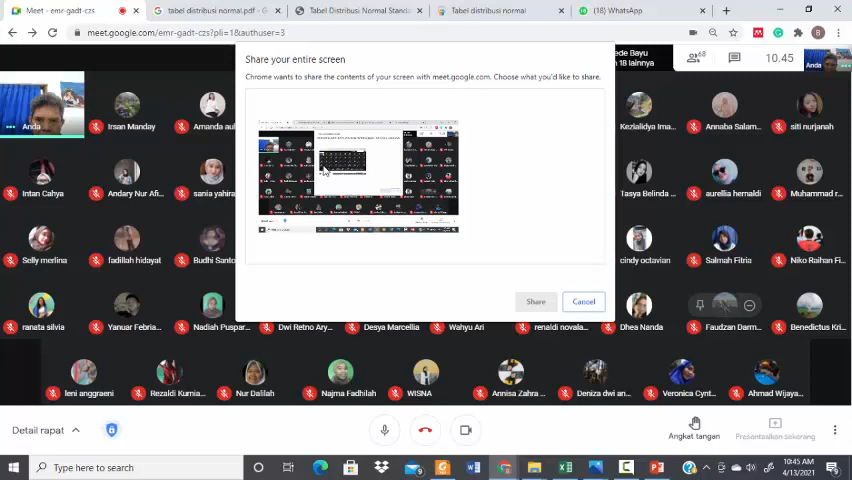 Meet - emr-gadt-czs
tabel distribusi normal.pdf - G
Tabel Distribusi Normal Standa
Tabel distribusi normal
(18) WhatsApp
meet.google.com/emr-gadt-czs?pli=1&authuser=3
Share your entire screen
Chrome wants to share the contents of your screen with meet.google.com. Choose what you'd like to share.
ede Bayu
18 lainnya
68
10.45
Anda
Anda
Irsan Manday
Amanda aul
Kezialidya Ima...
Annaba Salam...
siti nurjanah
Intan Cahya
Andary Nur Afi...
sania yahira
Tasya Belinda
aurellia hernaldi
Muhammad r...
Selly merlina
fadillah hidayat
Budhi Santo
cindy octavian
Salmah Fitria
Niko Raihan Fi...
Share
Cancel
ranata silvia
Yanuar Febria...
Nadiah Puspar...
Dwi Retno Ary...
Desya Marcellia
Wahyu Ari
renaldi novala...
Dhea Nanda
Faudzan Darm...
Benedictus Kri...
leni anggraeni
Rezaldi Kurnia...
Nur Dalilah
Najma Fadhilah
WISNA
Annisa Zahra ...
Deniza dwi an...
Veronica Cynt...
Ahmad Wijaya...
Detail rapat
Angkat tangan
Presentasikan sekarang
Type here to search
10:45 AM
4/13/2021